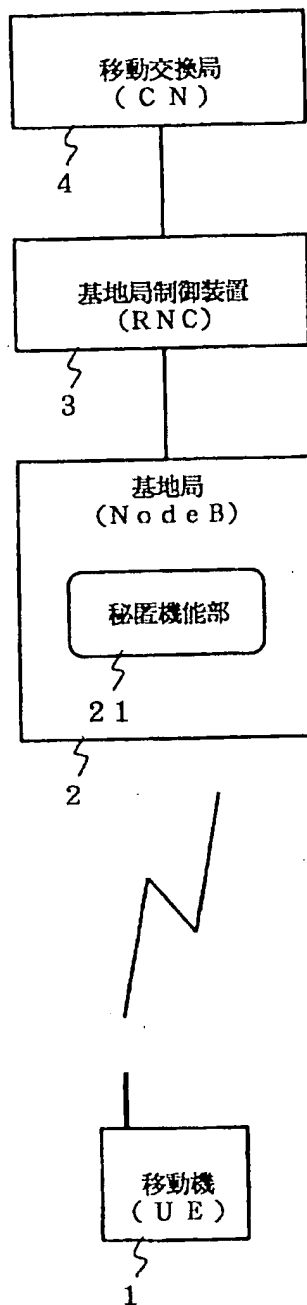 移動交換局
(CN)
4
基地局制御装置
(RNC)
3
基地局
(NodeB)
秘匿機能部
21
2
移動機
(UE)
1